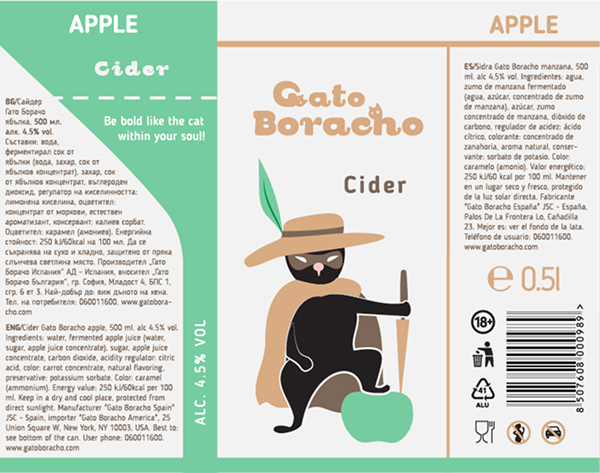 APPLE
Cider
Be bold like the cat
within your soul!
BG/Сайдер
Гато Борачо
ябълка, 500 мл.
алк. 4.5% vol.
Съставки: вода,
ферментирал сок от
ябълки (вода, захар, сок от
ябълков концентрат), захар, сок
от ябълков концентрат, въглероден
диоксид, регулатор на киселинността:
лимонена киселина, оцветител:
концентрат от моркови, естествен
ароматизант, консервант: калиев сорбат.
Оцветител: карамел (амониев). Енергийна
стойност: 250 kJ/60kcal на 100 мл. Да се
съхранява на сухо и хладно, защитено от пряка
слънчева светлина място. Производител „Гато
Борачо Испания" АД - Испания, вносител „Гато
Борачо България", гр. София, Младост 4, БПС 1,
стр. 6 ет 3. Най-добър до: виж дъното на кена.
Тел. на потребителя: 060011600. www.gatobora-
cho.com
ENG/Cider Gato Boracho apple, 500 ml. alc 4.5% vol.
Ingredients: water, fermented apple juice (water,
sugar, apple juice concentrate), sugar, apple juice
concentrate, carbon dioxide, acidity regulator: citric
acid, color: carrot concentrate, natural flavoring,
preservative: potassium sorbate. Color: caramel
(ammonium). Energy value: 250 kJ/60kcal per 100
ml. Keep in a dry and cool place, protected from
direct sunlight. Manufacturer "Gato Boracho Spain"
JSC - Spain, importer "Gato Boracho America", 25
Union Square W, New York, NY 10003, USA. Best to:
see bottom of the can. User phone: 060011600.
www.gatoboracho.com
ALC. 4.5% VOL
Gato
Boracho
Cider
APPLE
ES/Sidra Gato Boracho manzana, 500
ml. alc 4,5% vol. Ingredientes: agua,
zumo de manzana fermentado
(agua, azúcar, concentrado de zumo
de manzana), azúcar, zumo
concentrado de manzana, dióxido de
carbono, regulador de acidez: ácido
cítrico, colorante: concentrado de
zanahoria, aroma natural, conser-
vante: sorbato de potasio. Color:
caramelo (amonio). Valor energético:
250 kJ/60 kcal por 100 ml. Mantener
en un lugar seco y fresco, protegido
de la luz solar directa. Fabricante
"Gato Boracho España" JSC - España,
Palos De La Frontera Lo, Cañadilla
23. Mejor es: ver el fondo de la lata.
Teléfono de usuario: 060011600.
www.gatoboracho.com
e 0.5l
18+
41
ALU
8 507608 000989 >